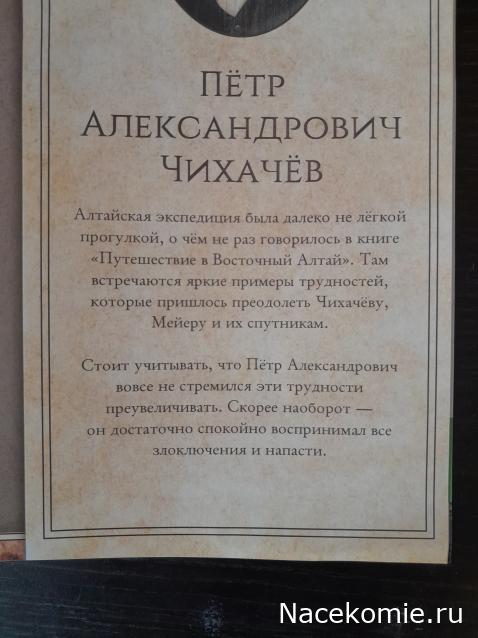 ПЁТР
АЛЕКСАНДРОВИЧ
ЧИХАЧЁВ
Алтайская экспедиция была далеко не лёгкой
прогулкой, о чём не раз говорилось в книге
«Путешествие в Восточный Алтай». Там
встречаются яркие примеры трудностей,
которые пришлось преодолеть Чихачёву,
Мейеру и их спутникам.
Стоит учитывать, что Пётр Александрович
вовсе не стремился эти трудности
преувеличивать. Скорее наоборот —
он достаточно спокойно воспринимал все
злоключения и напасти.
Nacekomie.ru